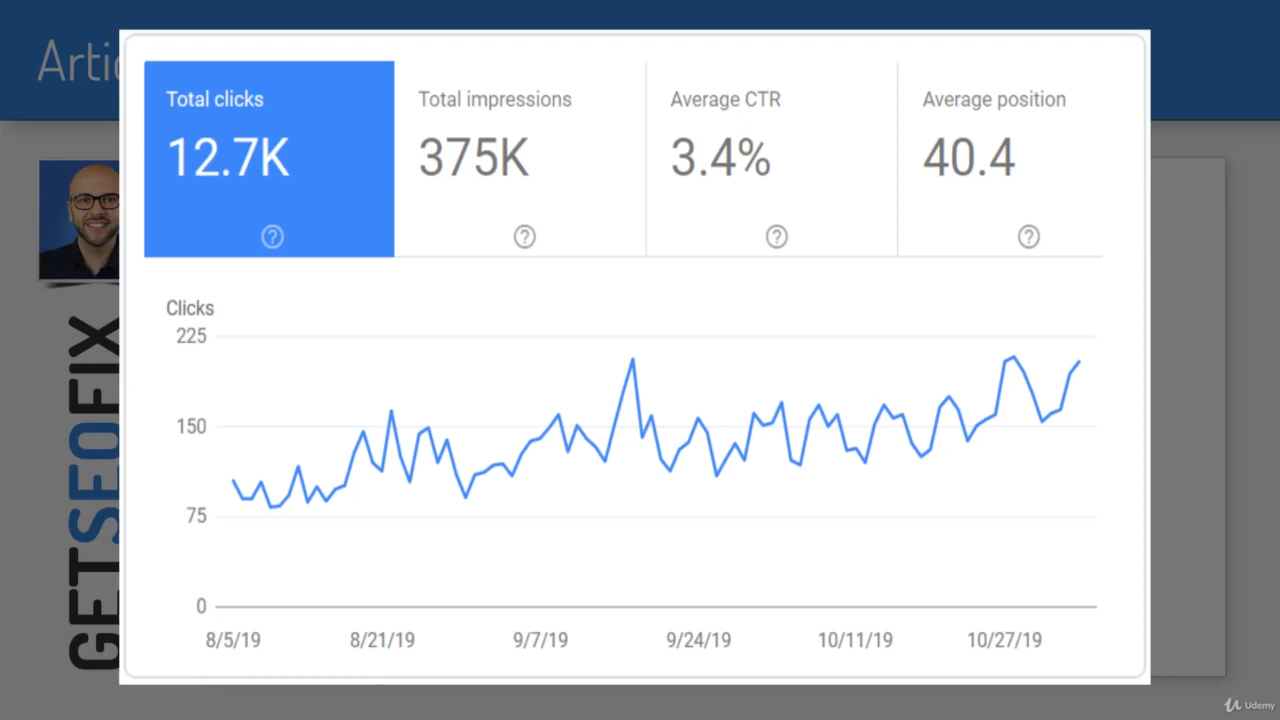 Artic
Total clicks
Total impressions
Average CTR
Average position
12.7K
375K
3.4%
40.4
Clicks
225
150
75
0
8/5/19
8/21/19
9/7/19
9/24/19
10/11/19
10/27/19
GETSEOFIX
Udemy